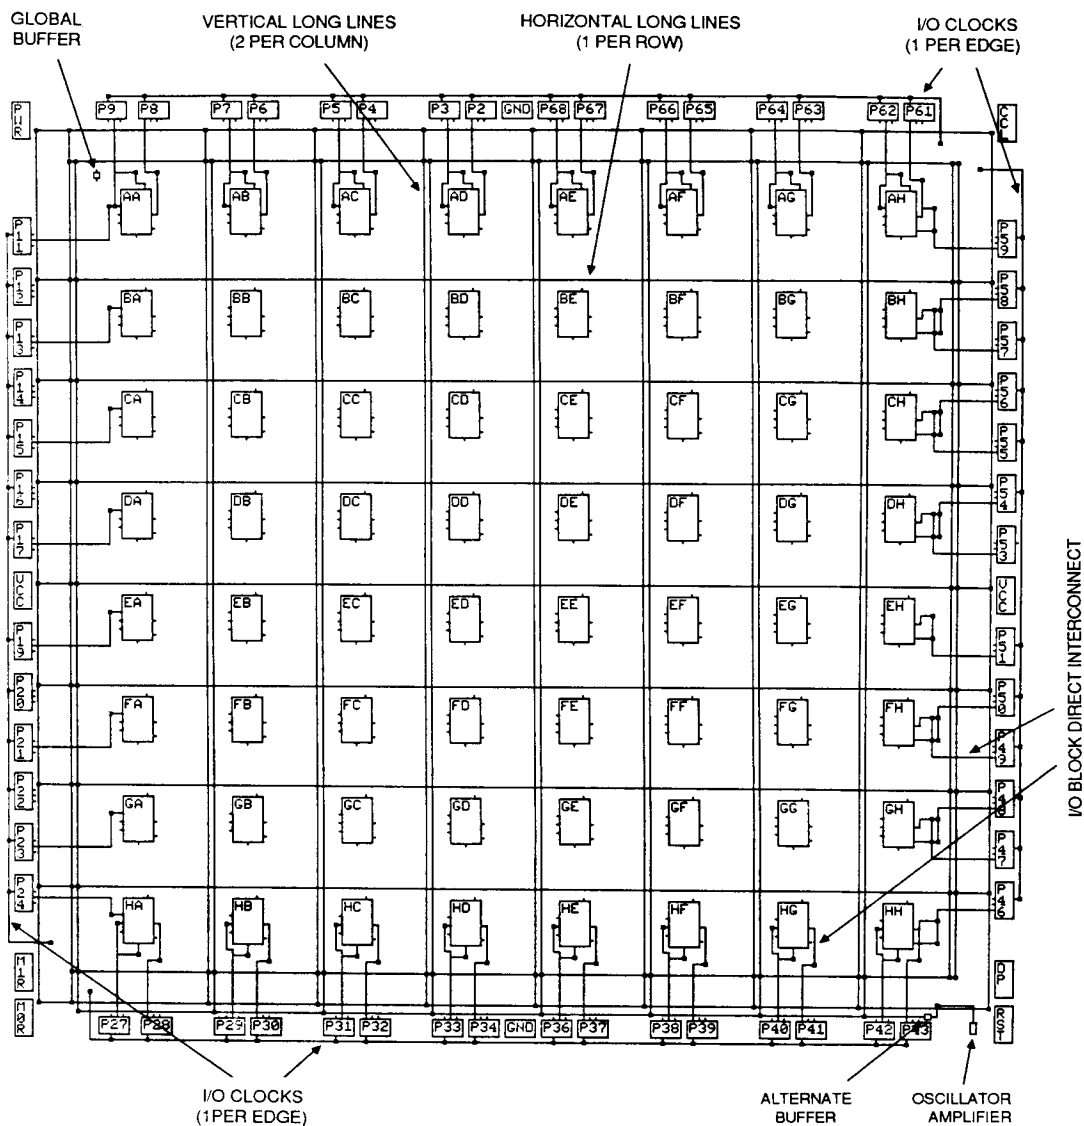 GLOBAL
BUFFER
VERTICAL LONG LINES
(2 PER COLUMN)
HORIZONTAL LONG LINES
(1 PER ROW)
I/O CLOCKS
(1 PER EDGE)
PWR
P9 P8 P7 P6 P5 P4 P3 P2 GND P68 P67 P66 P65 P64 P63 P62 P61
CCL
AA AB AC AD AE AF AG AH
P11
P59
P12
P58
BA BB BC BD BE BF BG BH
P13
P57
P14
P56
CA CB CC CD CE CF CG CH
P15
P55
P16
P54
DA DB DC DD DE DF DG DH
P17
P53
VCC
VCC
EA EB EC ED EE EF EG EH
P19
P51
P20
P50
FA FB FC FD FE FF FG FH
P21
P49
P22
P48
GA GB GC GD GE GF GG GH
P23
P47
P24
P46
HA HB HC HD HE HF HG HH
M1R
DP
M0R
P27 P28 P29 P30 P31 P32 P33 P34 GND P36 P37 P38 P39 P40 P41 P42 P43
RST
I/O BLOCK DIRECT INTERCONNECT
I/O CLOCKS
(1PER EDGE)
ALTERNATE
BUFFER
OSCILLATOR
AMPLIFIER